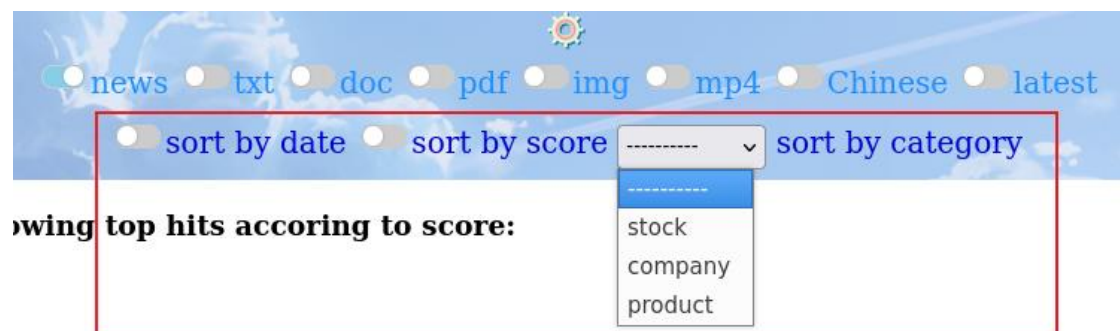 news txt doc pdf img mp4 Chinese latest
sort by date sort by score ---------- sort by category
----------
owing top hits accoring to score:
stock
company
product